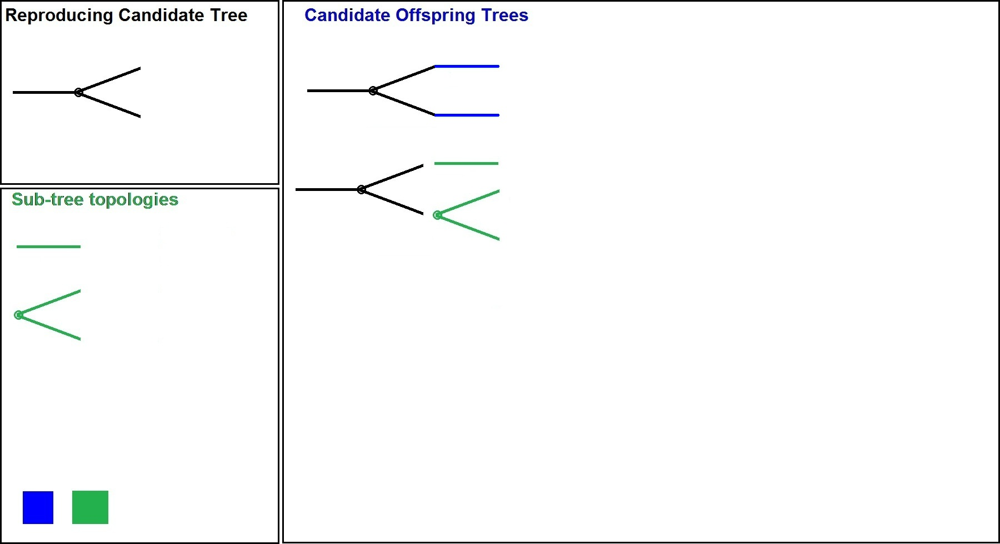 Reproducing Candidate Tree
Candidate Offspring Trees
Sub-tree topologies